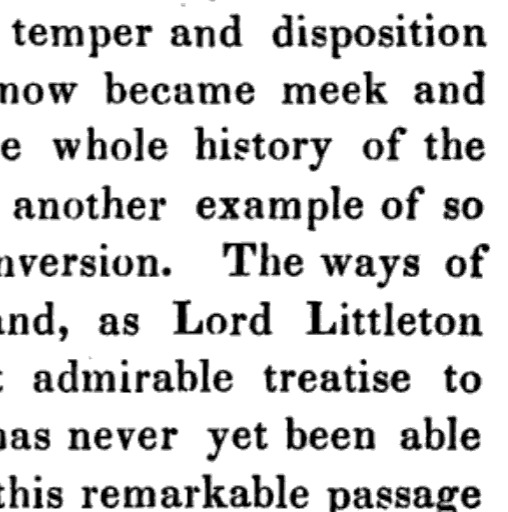 temper and disposition
now became meek and
e whole history of the
another example of so
nversion. The ways of
and, as Lord Littleton
admirable treatise to
has never yet been able
this remarkable passage